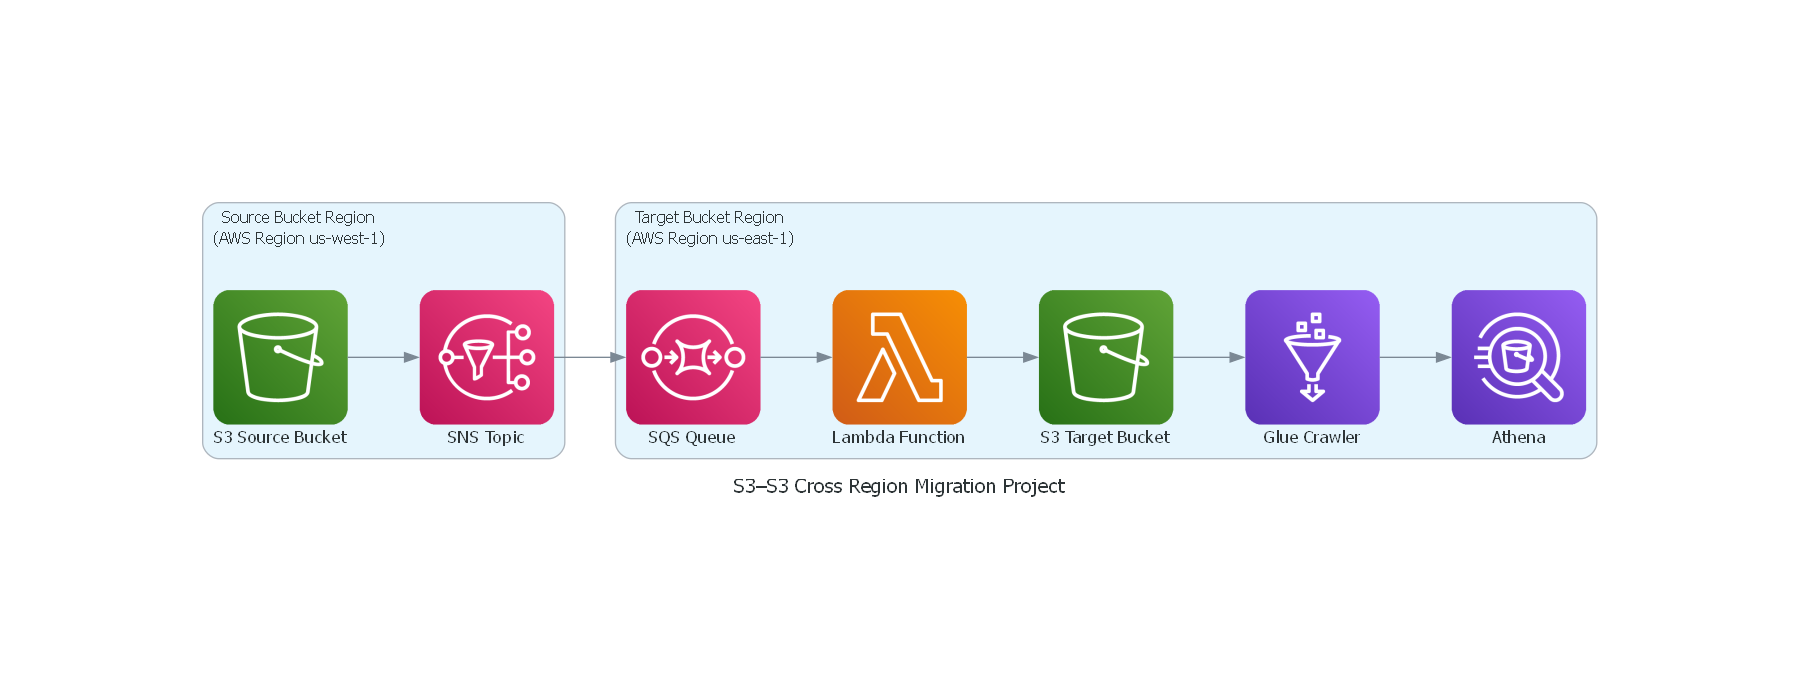 Source Bucket Region
(AWS Region us-west-1)
Target Bucket Region
(AWS Region us-east-1)
S3 Source Bucket
SNS Topic
SQS Queue
Lambda Function
S3 Target Bucket
Glue Crawler
Athena
S3–S3 Cross Region Migration Project